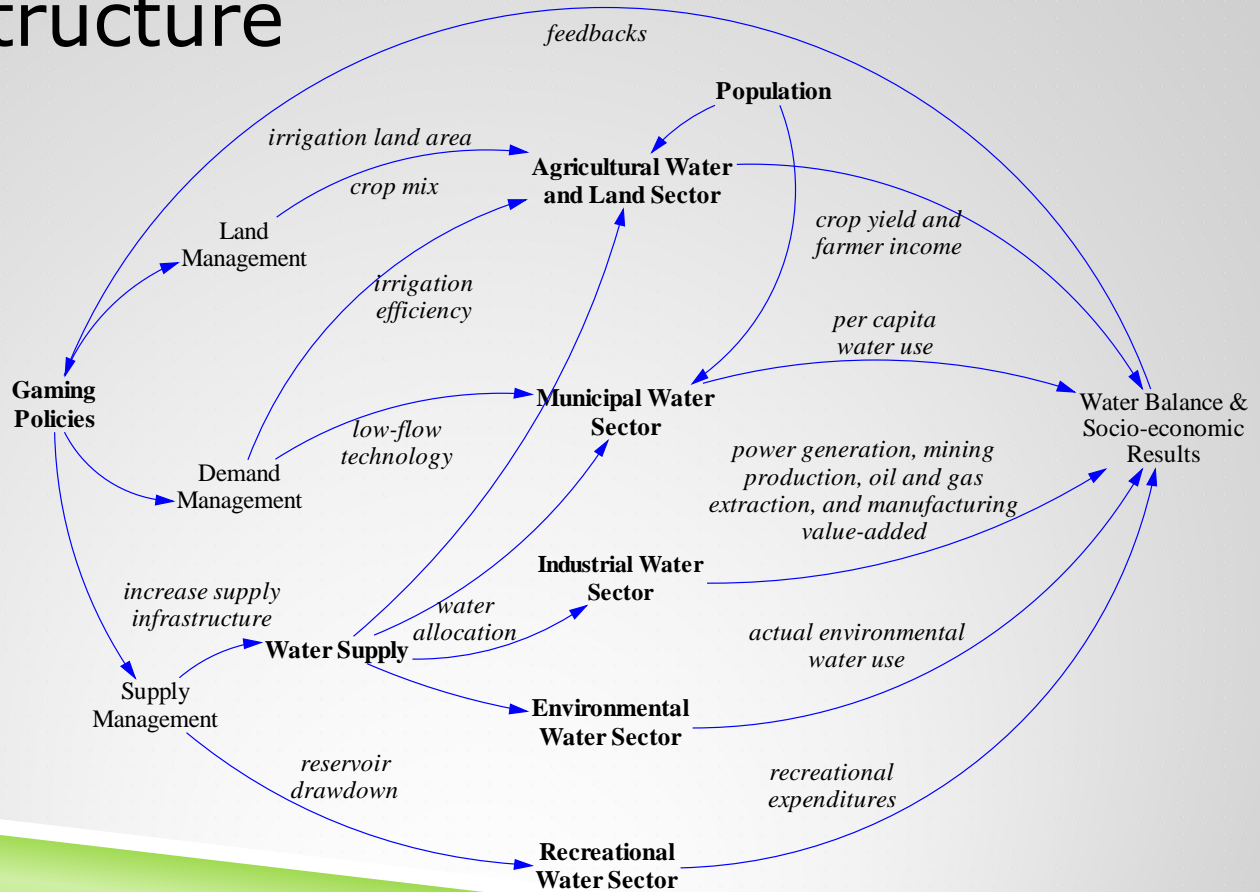 tructure
feedbacks
Population
irrigation land area
crop mix
Agricultural Water
and Land Sector
Land
Management
crop yield and
farmer income
irrigation
efficiency
per capita
water use
Gaming
Policies
Municipal Water
Sector
Water Balance &
Socio-economic
Results
low-flow
technology
Demand
Management
power generation, mining
production, oil and gas
extraction, and manufacturing
value-added
Industrial Water
Sector
increase supply
infrastructure
water
allocation
Water Supply
actual environmental
water use
Supply
Management
Environmental
Water Sector
reservoir
drawdown
recreational
expenditures
Recreational
Water Sector